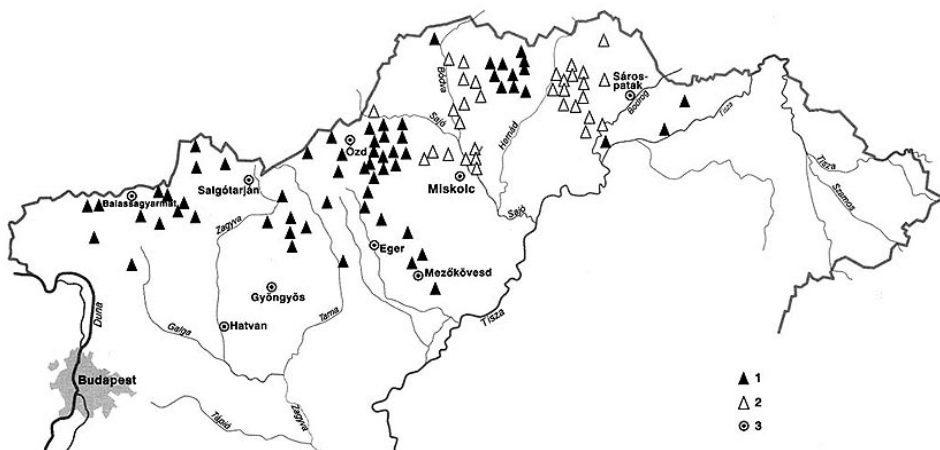 Bódva
Sáros-
patak
Bodrog
Tisza
Sajó
Hernád
Ózd
Tisza
Szamos
Salgótarján
Miskolc
Balassagyarmat
Zagyva
Sajó
Eger
Mezőkövesd
Gyöngyös
Duna
Galga
Hatvan
Tarna
Tisza
Budapest
1
2
3
Tápió
Zagyva